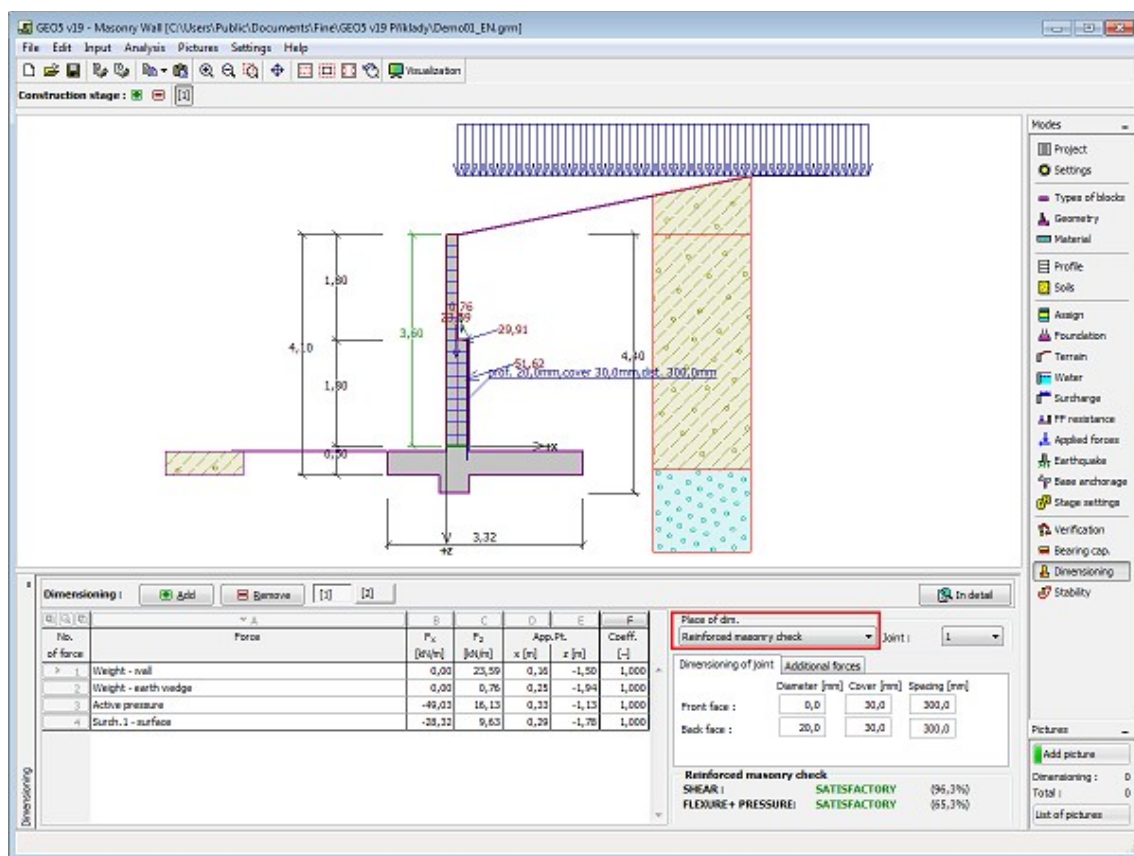 GEO5 v19 - Masonry Wall [C:\Users\Public\Documents\Fine\GEO5 v19 Příklady\Demo01_EN.grm]
File Edit Input Analysis Pictures Settings Help
Visualization
Construction stage : [1]
Modes
Project
Settings
Types of blocks
Geometry
Material
Profile
Soils
Assign
Foundation
Terrain
Water
Surcharge
FF resistance
Applied forces
Earthquake
Base anchorage
Stage settings
Verification
Bearing cap.
Dimensioning
Stability
1,80
0,76
23,59
3,60
29,91
4,10
4,40
51,62
prof. 20,0mm,cover 30,0mm,dist. 300,0mm
1,80
+x
0,50
3,32
+z
Dimensioning : Add Remove [1] [2] In detail
A B C D E F
No. Force Fx Fz App.Pt. Coeff.
of force [kN/m] [kN/m] x [m] z [m] [-]
1 Weight - wall 0,00 23,59 0,16 -1,50 1,000
2 Weight - earth wedge 0,00 0,76 0,25 -1,94 1,000
3 Active pressure -49,03 16,13 0,33 -1,13 1,000
4 Surch.1 - surface -28,32 9,63 0,29 -1,78 1,000
Place of dim.
Reinforced masonry check Joint : 1
Dimensioning of joint Additional forces
Diameter [mm] Cover [mm] Spacing [mm]
Front face : 0,0 30,0 300,0
Back face : 20,0 30,0 300,0
Reinforced masonry check
SHEAR : SATISFACTORY (96,3%)
FLEXURE+ PRESSURE: SATISFACTORY (65,3%)
Dimensioning
Pictures
Add picture
Dimensioning : 0
Total : 0
List of pictures